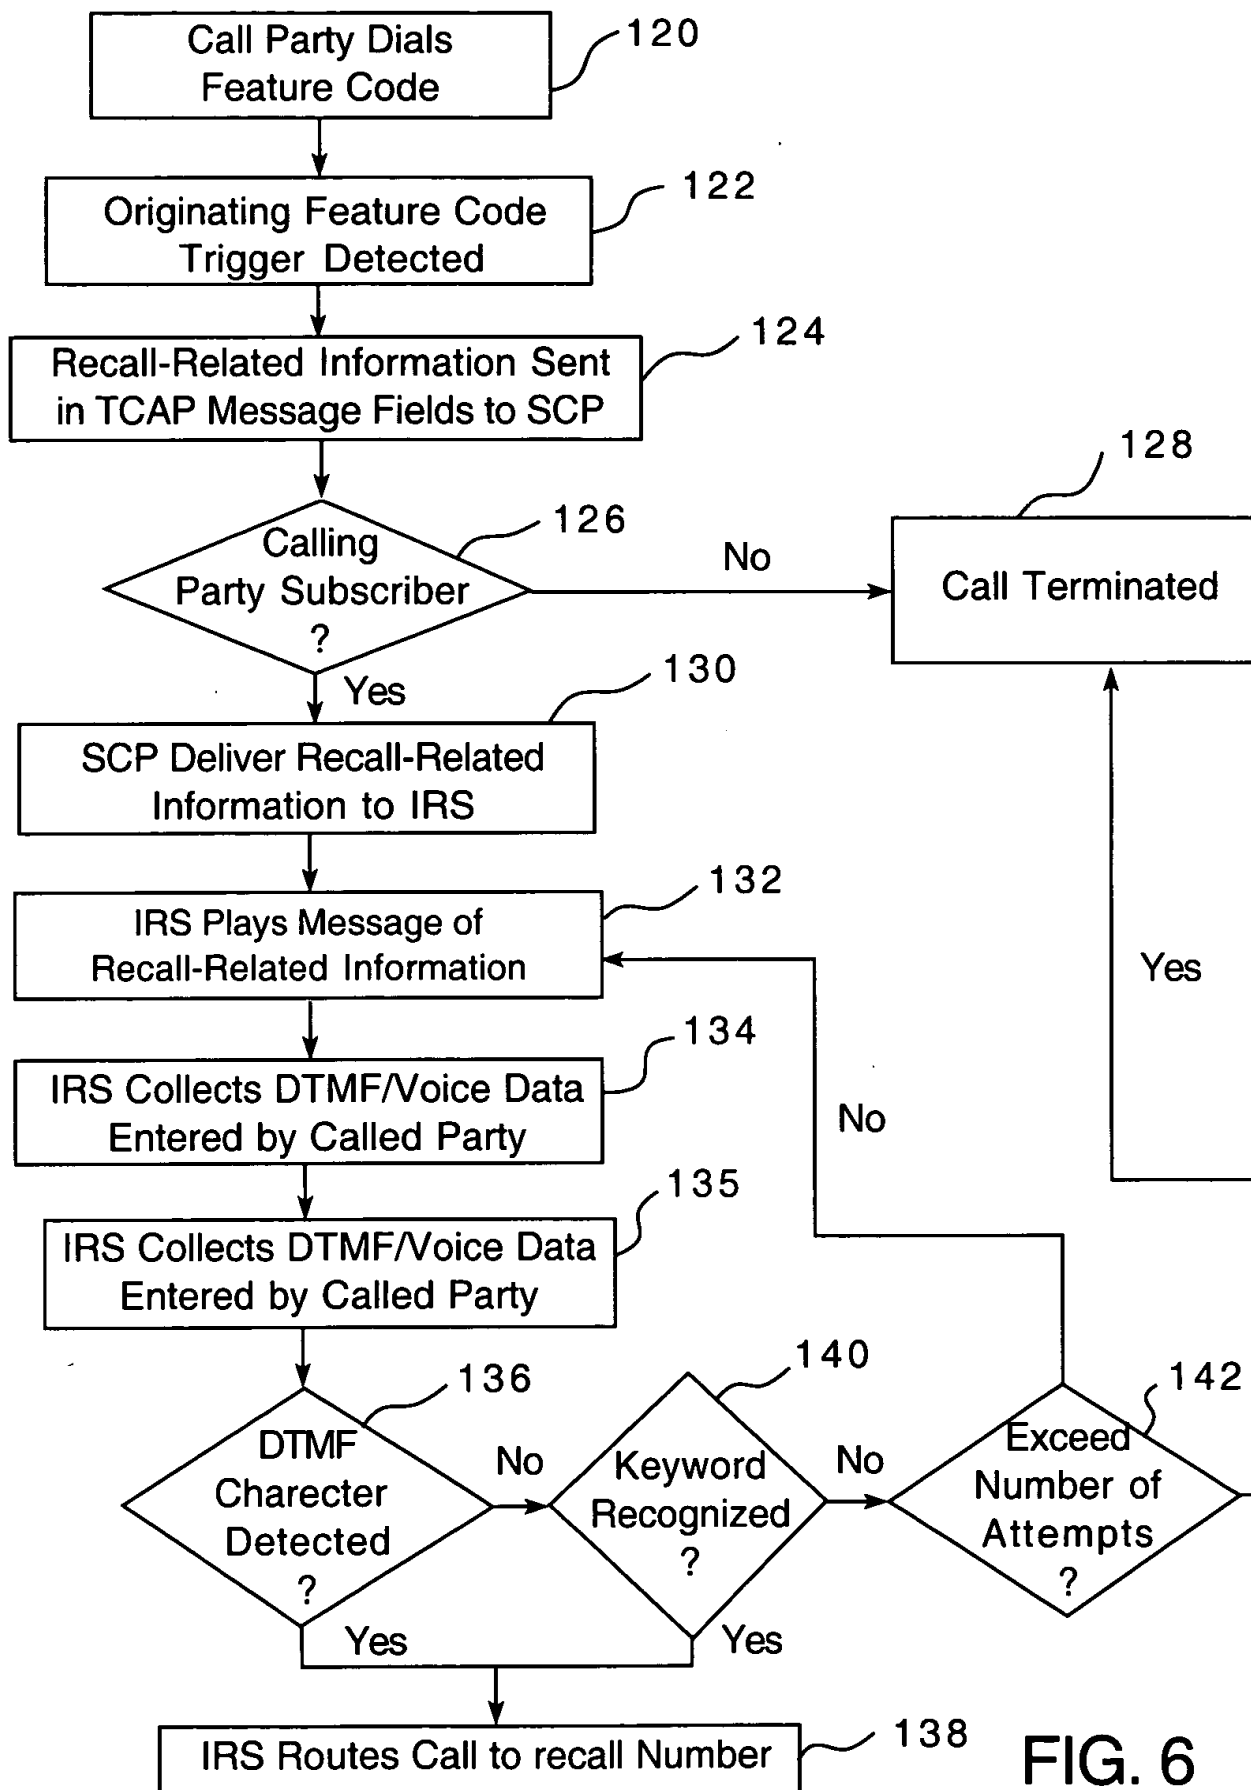 Call Party Dials
Feature Code
120
Originating Feature Code
Trigger Detected
122
Recall-Related Information Sent
in TCAP Message Fields to SCP
124
Calling
Party Subscriber
?
126
No
Call Terminated
128
Yes
SCP Deliver Recall-Related
Information to IRS
130
IRS Plays Message of
Recall-Related Information
132
Yes
IRS Collects DTMF/Voice Data
Entered by Called Party
134
No
IRS Collects DTMF/Voice Data
Entered by Called Party
135
DTMF
Charecter
Detected
?
136
No
Keyword
Recognized
?
140
No
Exceed
Number of
Attempts
?
142
Yes
Yes
IRS Routes Call to recall Number
138
FIG. 6